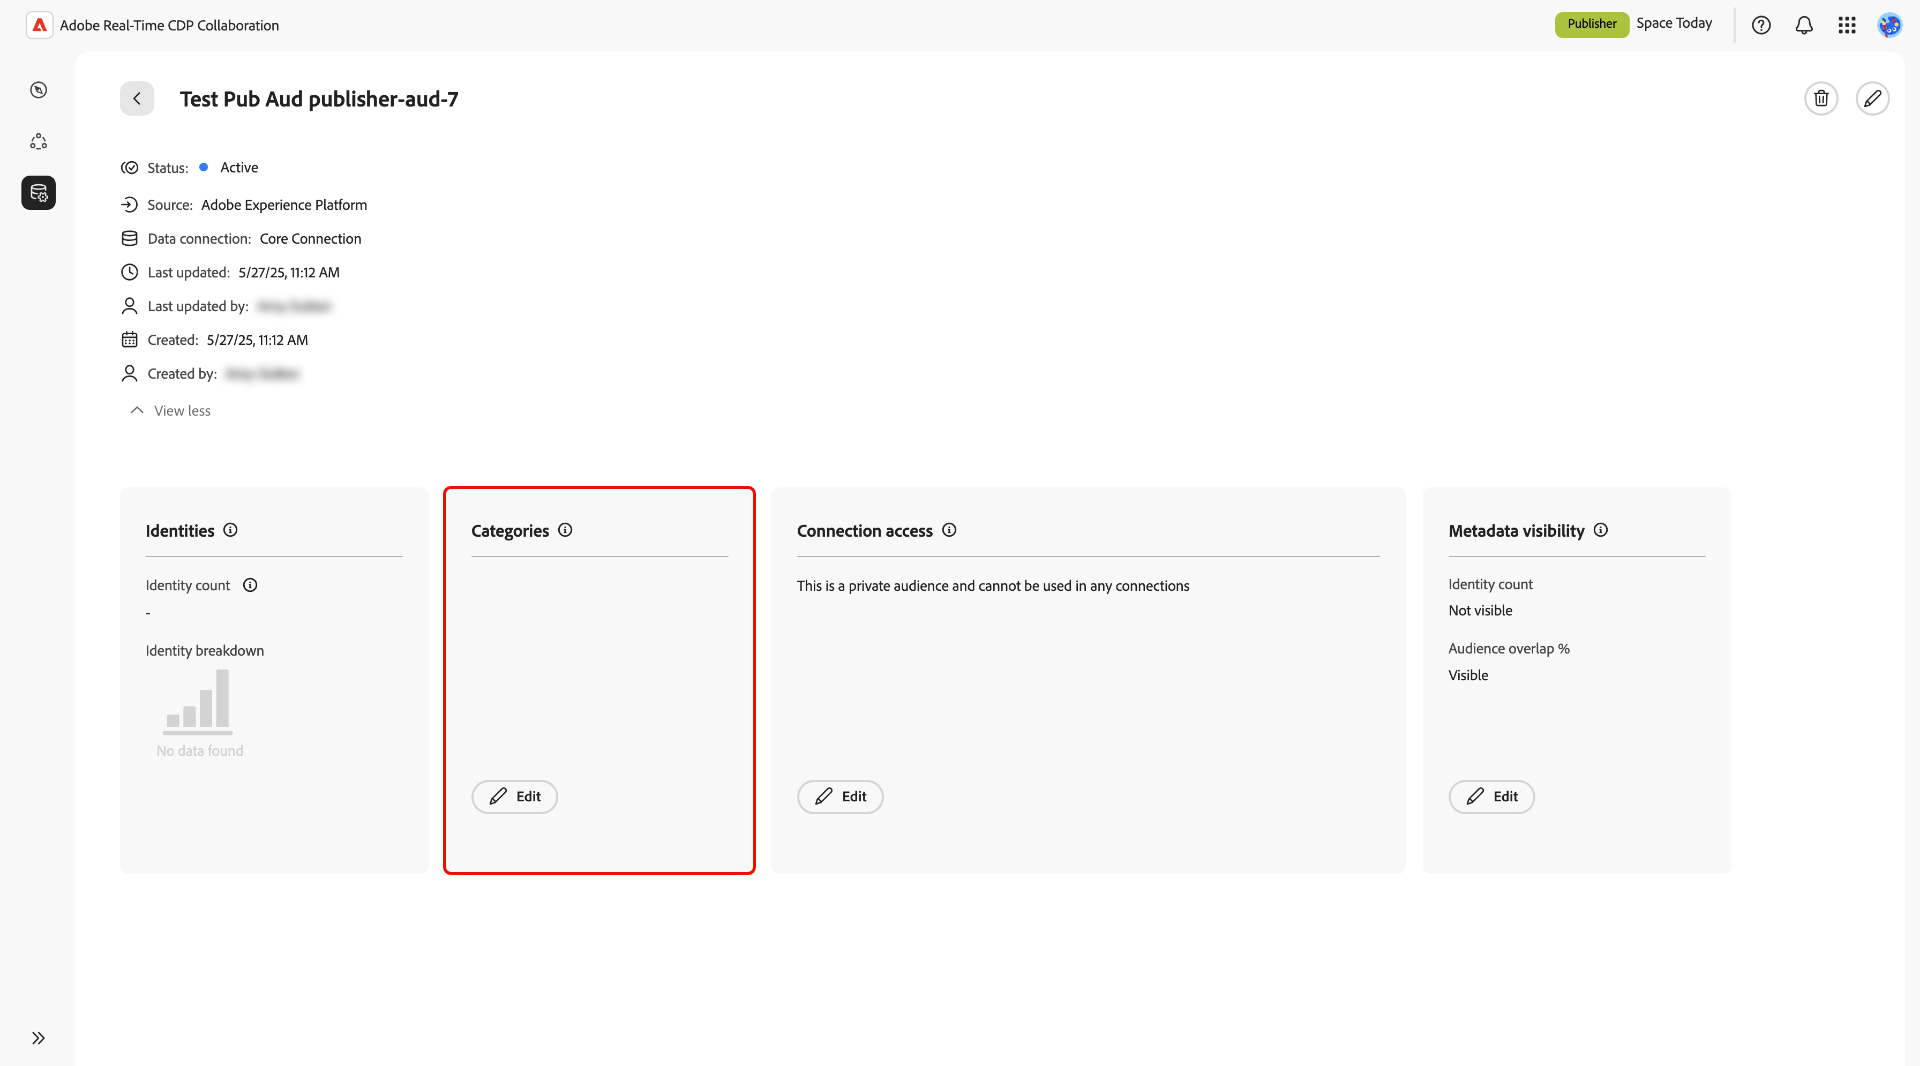 Adobe Real-Time CDP Collaboration
Publisher
Space Today
Test Pub Aud publisher-aud-7
Status: Active
Source: Adobe Experience Platform
Data connection: Core Connection
Last updated: 5/27/25, 11:12 AM
Last updated by:
Created: 5/27/25, 11:12 AM
Created by:
View less
Identities
Identity count
-
Identity breakdown
No data found
Categories
Edit
Connection access
This is a private audience and cannot be used in any connections
Edit
Metadata visibility
Identity count
Not visible
Audience overlap %
Visible
Edit